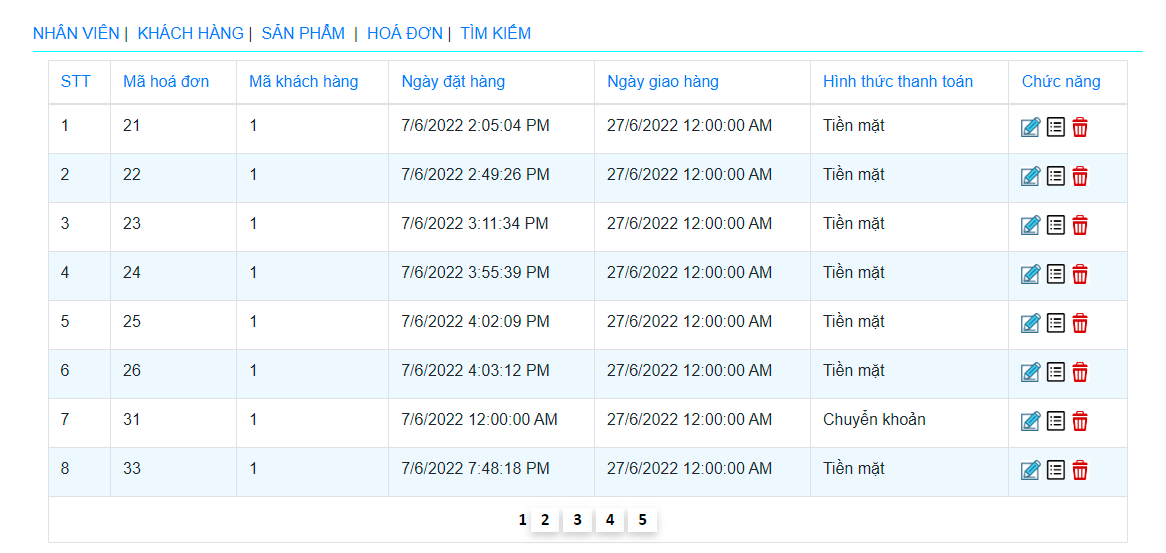 NHÂN VIÊN | KHÁCH HÀNG | SẢN PHẨM | HOÁ ĐƠN | TÌM KIẾM
STT Mã hoá đơn Mã khách hàng Ngày đặt hàng Ngày giao hàng Hình thức thanh toán Chức năng
1 21 1 7/6/2022 2:05:04 PM 27/6/2022 12:00:00 AM Tiền mặt
2 22 1 7/6/2022 2:49:26 PM 27/6/2022 12:00:00 AM Tiền mặt
3 23 1 7/6/2022 3:11:34 PM 27/6/2022 12:00:00 AM Tiền mặt
4 24 1 7/6/2022 3:55:39 PM 27/6/2022 12:00:00 AM Tiền mặt
5 25 1 7/6/2022 4:02:09 PM 27/6/2022 12:00:00 AM Tiền mặt
6 26 1 7/6/2022 4:03:12 PM 27/6/2022 12:00:00 AM Tiền mặt
7 31 1 7/6/2022 12:00:00 AM 27/6/2022 12:00:00 AM Chuyển khoản
8 33 1 7/6/2022 7:48:18 PM 27/6/2022 12:00:00 AM Tiền mặt
1 2 3 4 5